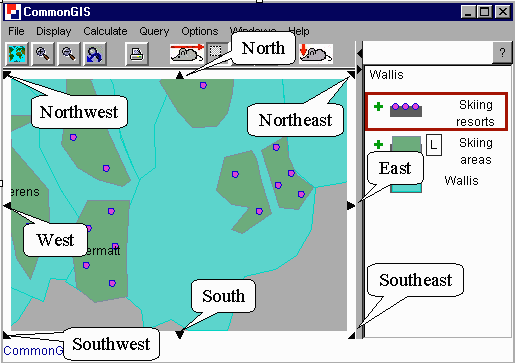 CommonGIS
File Display Calculate Query Options Windows Help
North
?
Wallis
Northwest
Northeast
Skiing
resorts
L
Skiing
areas
East
Wallis
erens
West
ermatt
South
Southeast
Southwest
CommonG